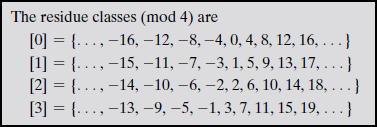 The residue classes (mod 4) are
[0] = {. . . , −16, −12, −8, −4, 0, 4, 8, 12, 16, . . .}
[1] = {. . . , −15, −11, −7, −3, 1, 5, 9, 13, 17, . . .}
[2] = {. . . , −14, −10, −6, −2, 2, 6, 10, 14, 18, . . .}
[3] = {. . . , −13, −9, −5, −1, 3, 7, 11, 15, 19, . . .}